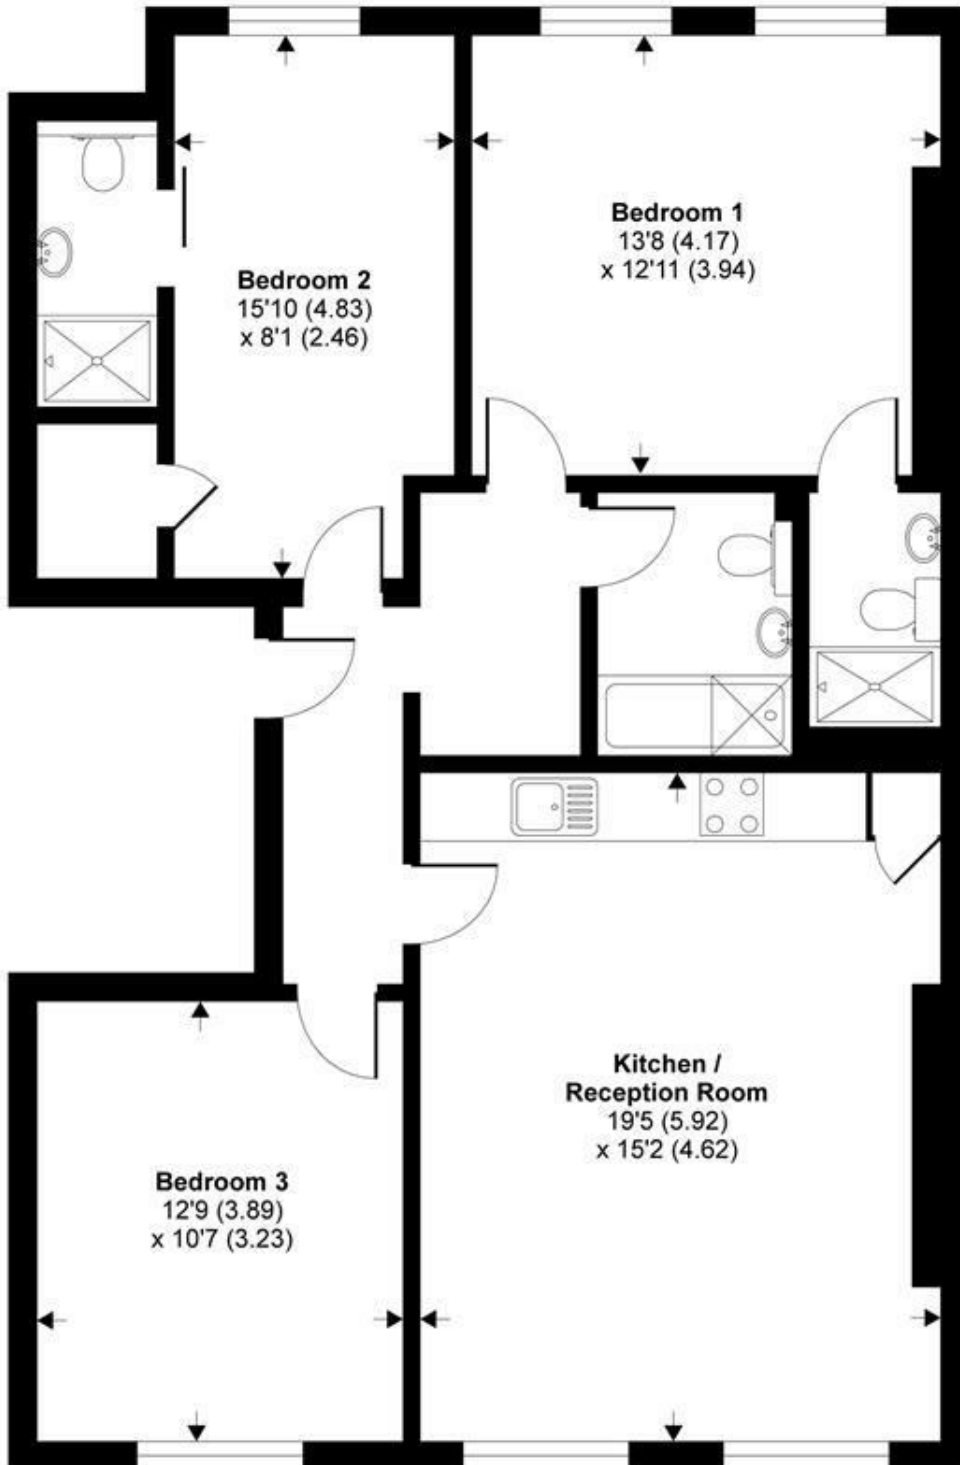 Bedroom 1
13'8 (4.17)
x 12'11 (3.94)
Bedroom 2
15'10 (4.83)
x 8'1 (2.46)
Kitchen /
Reception Room
19'5 (5.92)
x 15'2 (4.62)
Bedroom 3
12'9 (3.89)
x 10'7 (3.23)